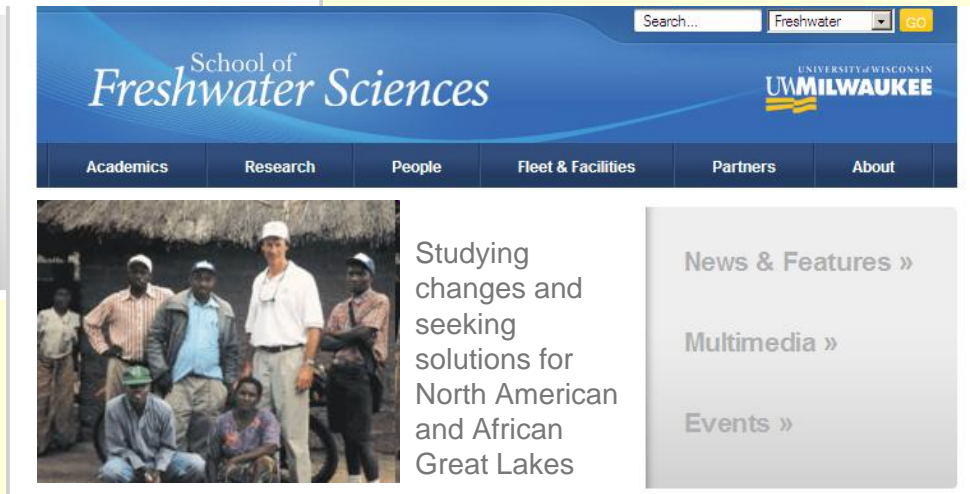 Search... Freshwater GO
School of
Freshwater Sciences
UNIVERSITY of WISCONSIN
UWMILWAUKEE
Academics Research People Fleet & Facilities Partners About
Studying
changes and
seeking
solutions for
North American
and African
Great Lakes
News & Features »
Multimedia »
Events »